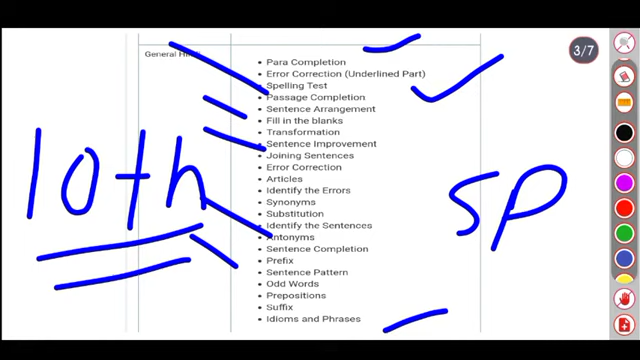 3/7
General Hindi
Para Completion
Error Correction (Underlined Part)
Spelling Test
Passage Completion
Sentence Arrangement
Fill in the blanks
Transformation
Sentence Improvement
Joining Sentences
Error Correction
Articles
Identify the Errors
Synonyms
Substitution
Identify the Sentences
Antonyms
Sentence Completion
Prefix
Sentence Pattern
Odd Words
Prepositions
Suffix
Idioms and Phrases
10th
SP